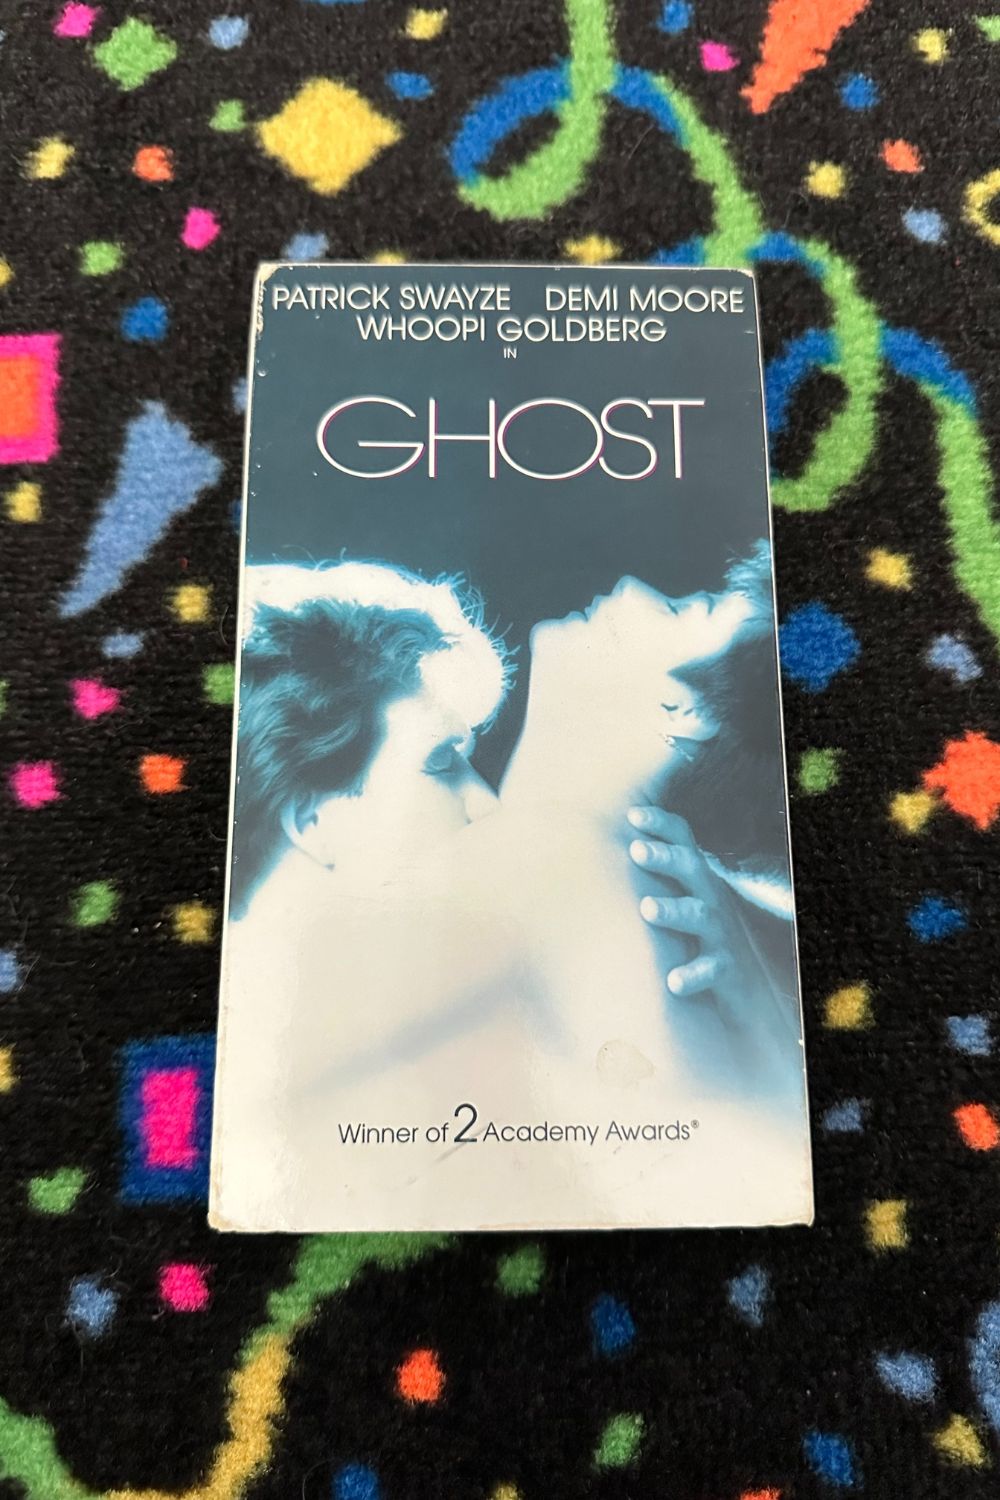 PATRICK SWAYZE DEMI MOORE
WHOOPI GOLDBERG
IN
GHOST
Winner of 2 Academy Awards®